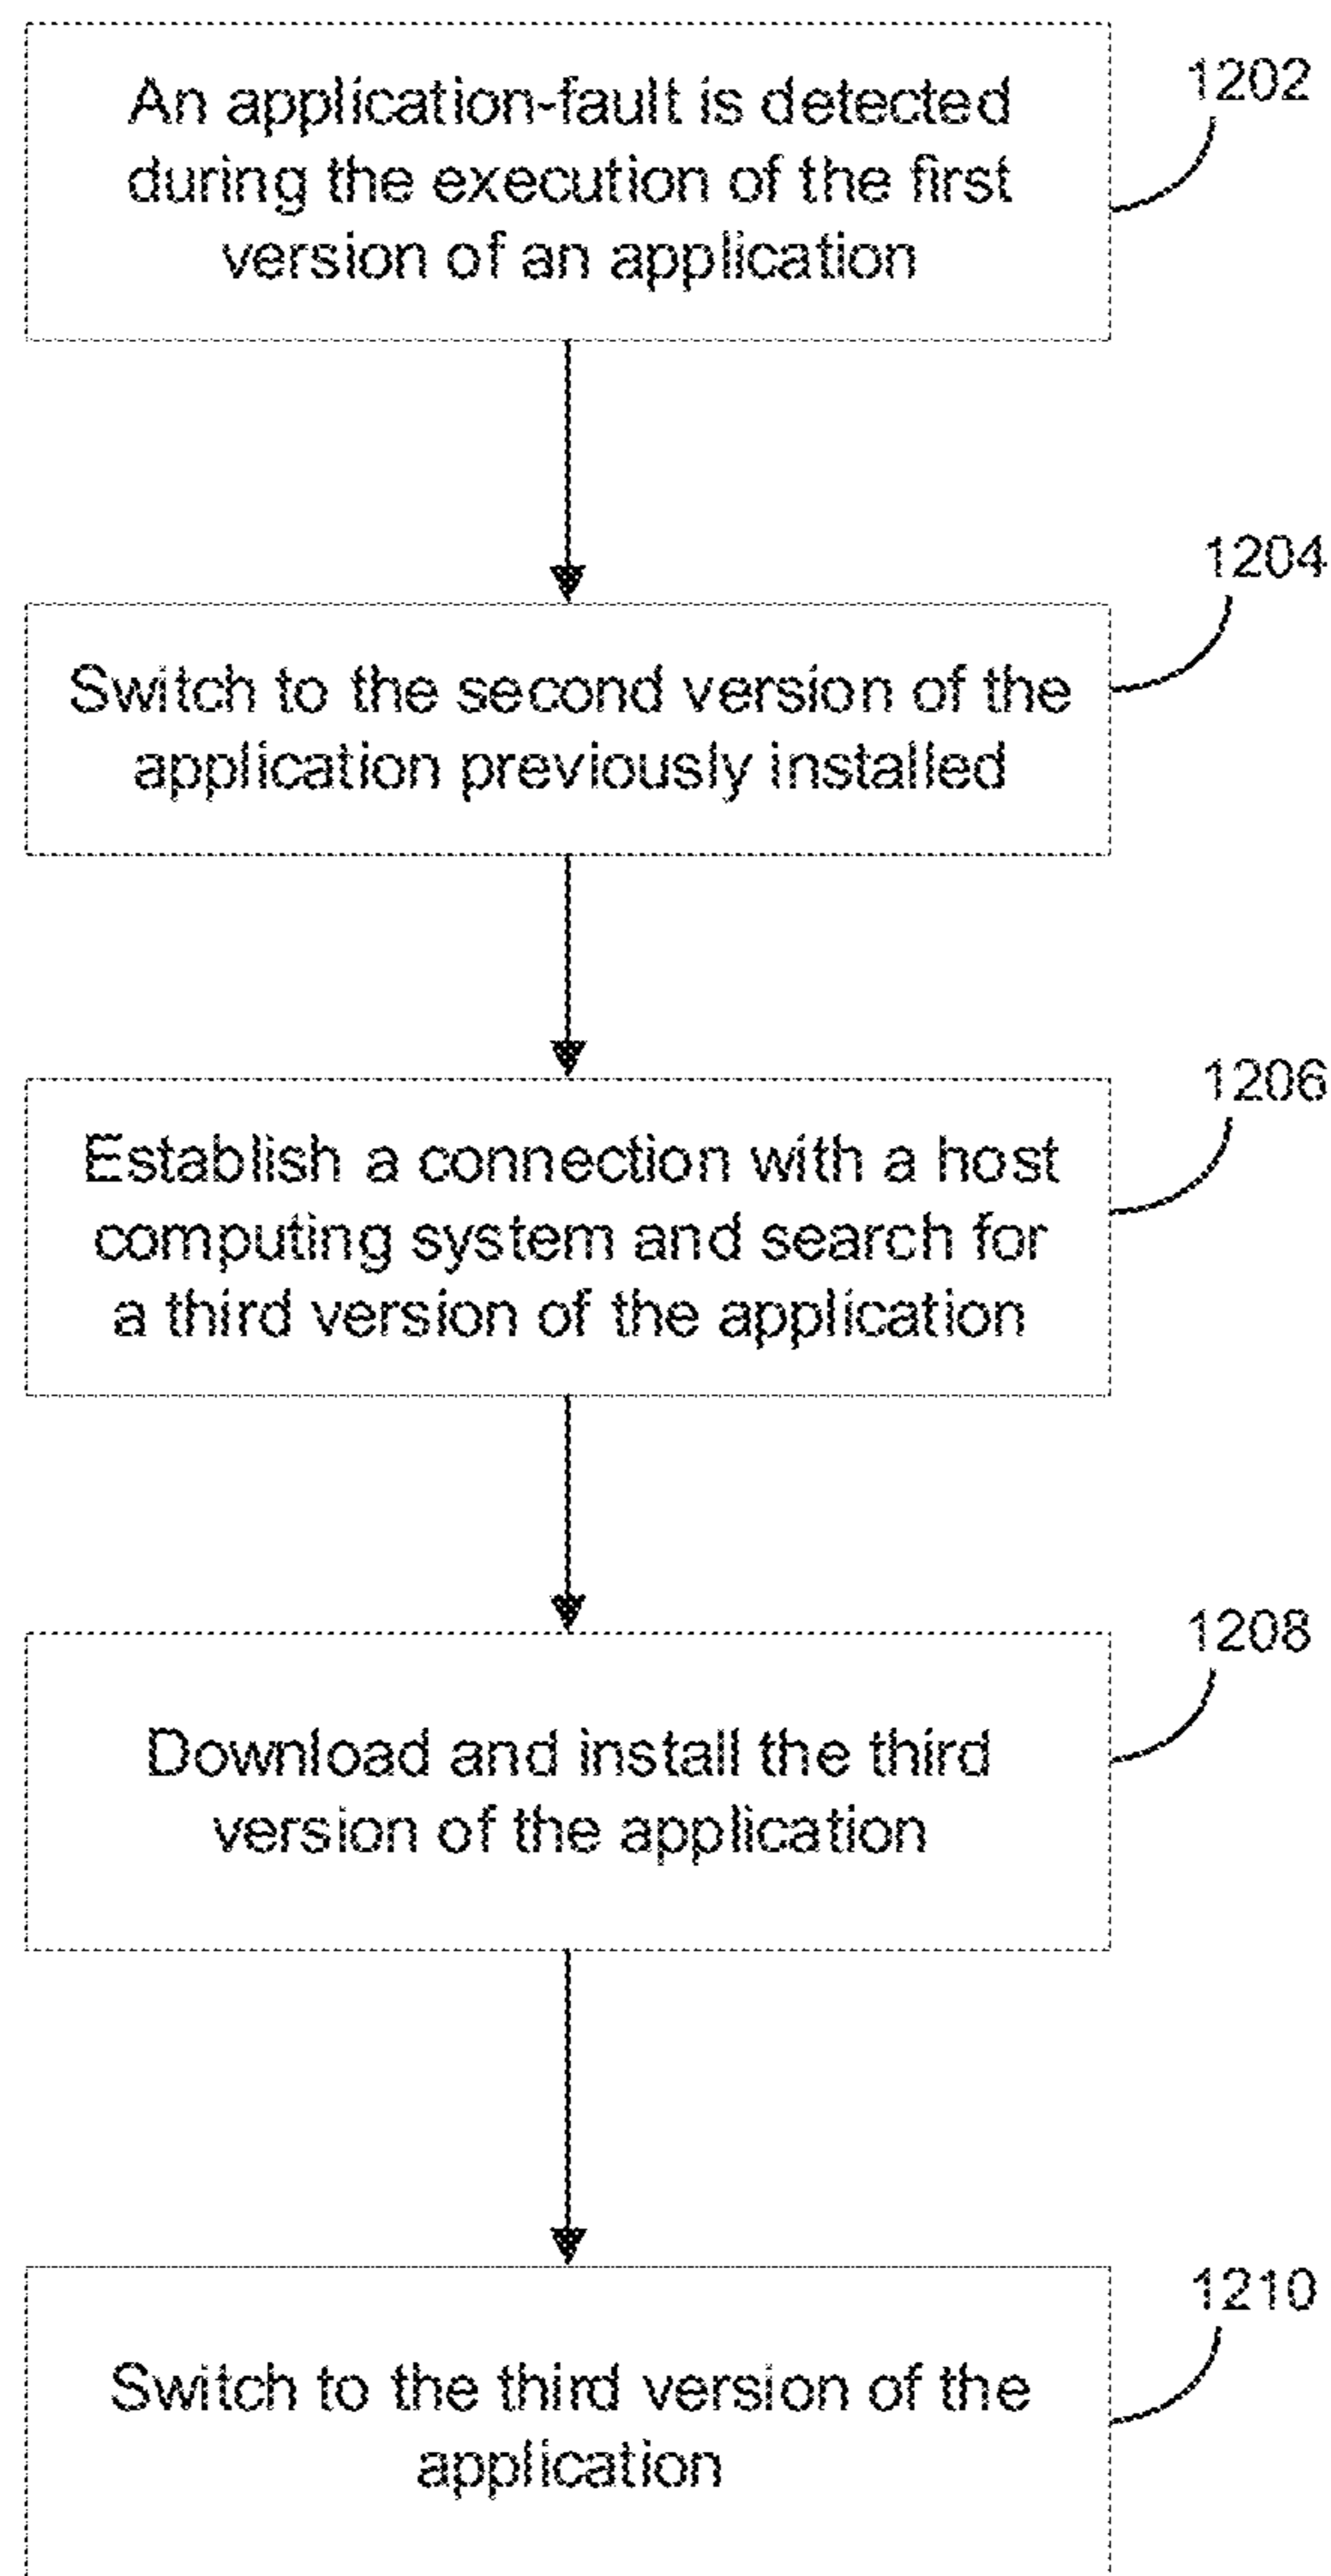 An application-fault is detected
during the execution of the first
version of an application
1202
Switch to the second version of the
application previously installed
1204
Establish a connection with a host
computing system and search for
a third version of the application
1206
Download and install the third
version of the application
1208
Switch to the third version of the
application
1210